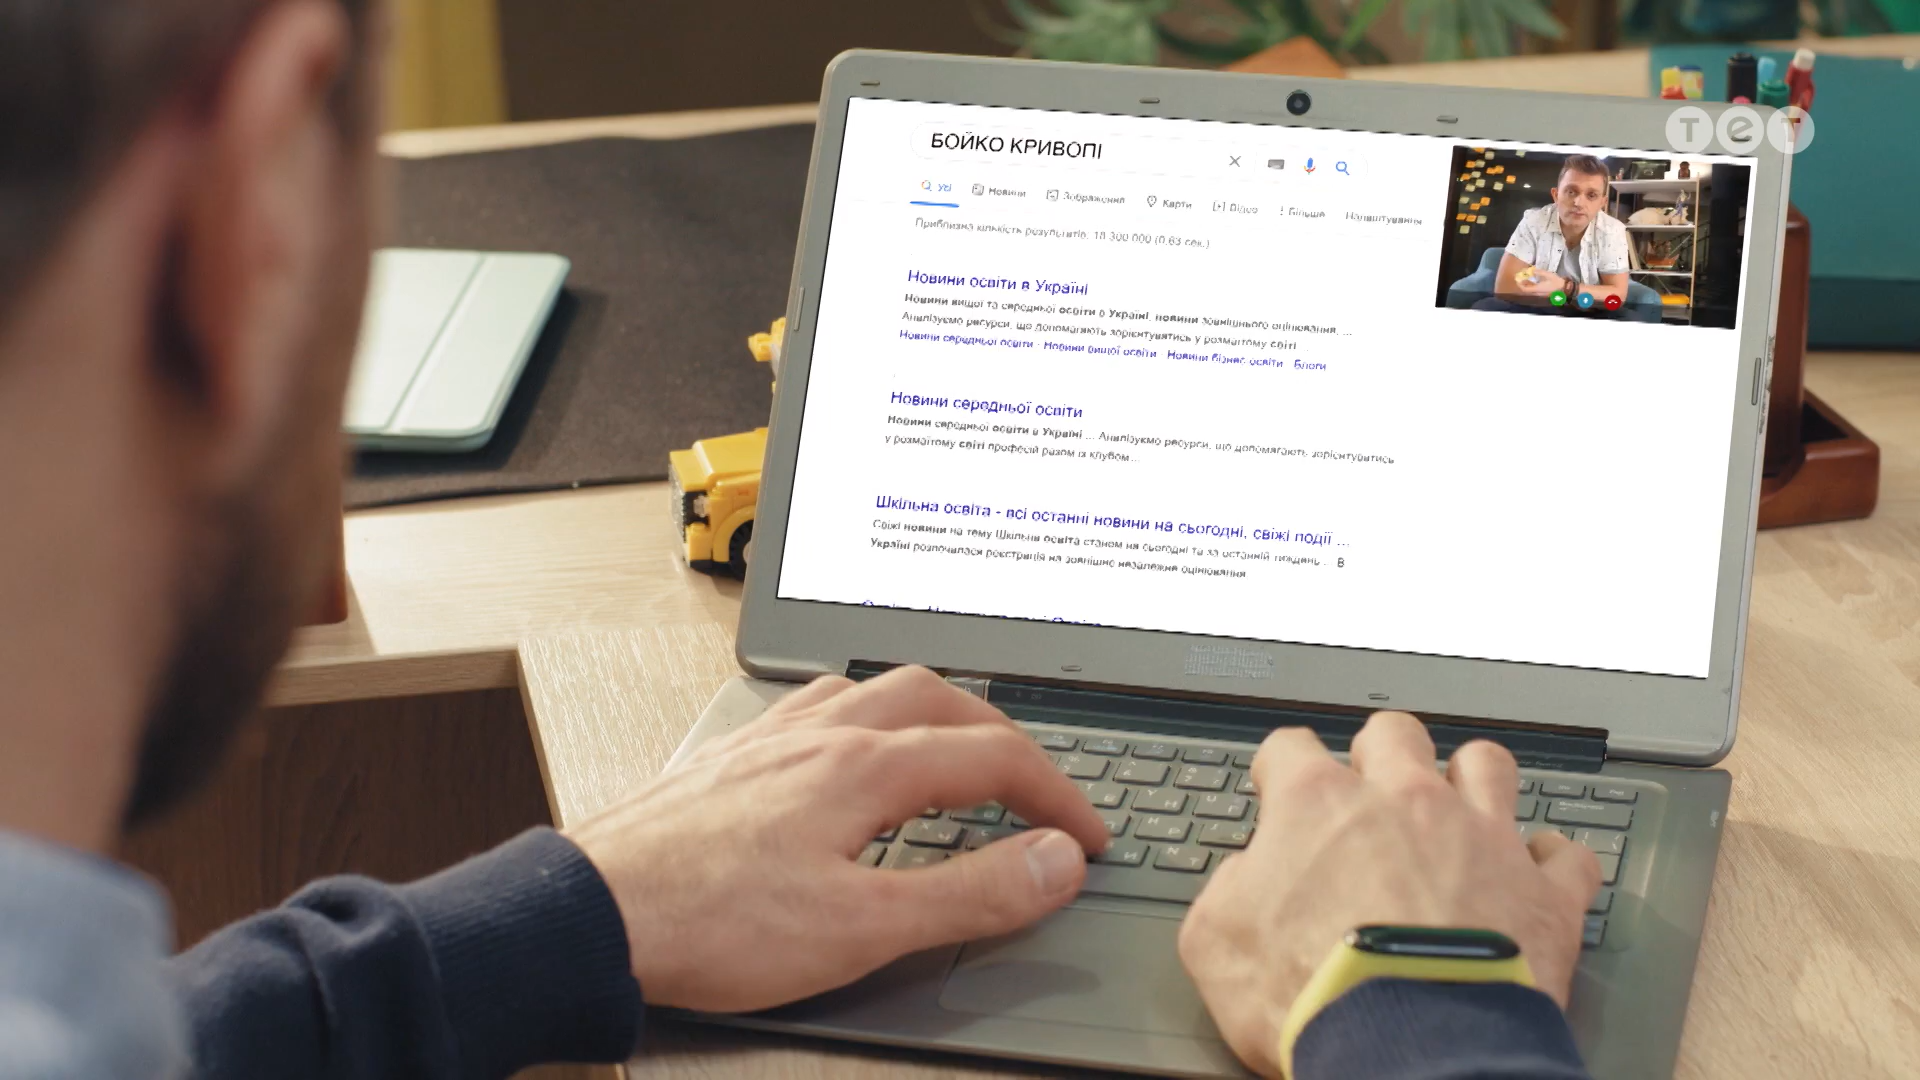 тет
БОЙКО КРИВОПІ
Усі Новини Зображення Карти Відео Більше Налаштування
Приблизна кількість результатів: 18 300 000 (0,63 сек.)
Новини освіти в Україні
Новини вищої та середньої освіти в Україні, новини зовнішнього оцінювання, ...
Аналізуємо ресурси, що допомагають зорієнтуватись у розмаїтому світі ...
Новини середньої освіти · Новини вищої освіти · Новини бізнес освіти · Блоги
Новини середньої освіти
Новини середньої освіти в Україні ... Аналізуємо ресурси, що допомагають зорієнтуватись
у розмаїтому світі професій разом із клубом...
Шкільна освіта - всі останні новини на сьогодні, свіжі події ...
Свіжі новини на тему Шкільна освіта станом на сьогодні та за останній тиждень ... В
Україні розпочалася реєстрація на зовнішнє незалежне оцінювання